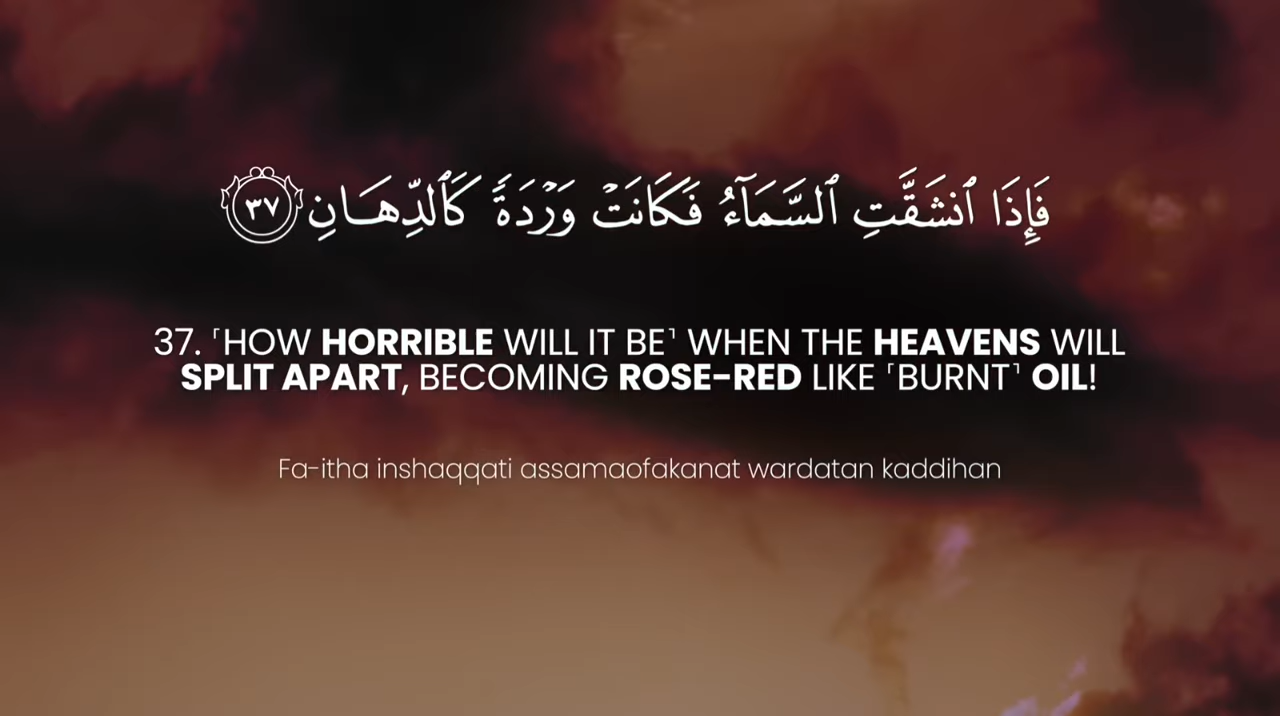 فَإِذَا ٱنشَقَّتِ ٱلسَّمَآءُ فَكَانَتْ وَرْدَةًۭ كَٱلدِّهَانِ ٣٧
37. ⸢HOW HORRIBLE WILL IT BE⸣ WHEN THE HEAVENS WILL
SPLIT APART, BECOMING ROSE-RED LIKE ⸢BURNT⸣ OIL!
Fa-itha inshaqqati assamaofakanat wardatan kaddihan